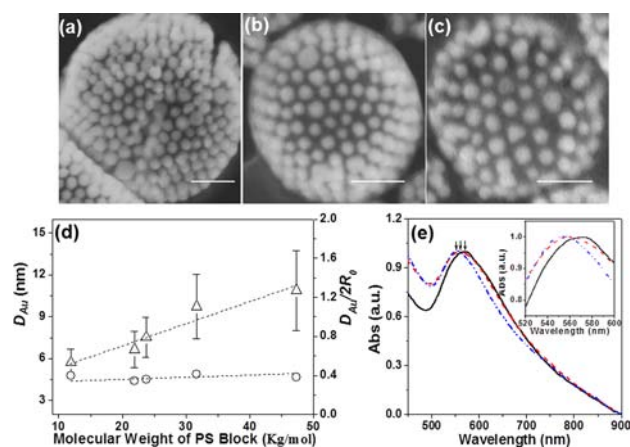 (a)
(b)
(c)
(d)
15
12
9
6
3
D_Au (nm)
2.0
1.6
1.2
0.8
0.4
0.0
D_Au/2R_0
10 20 30 40 50
Molecular Weight of PS Block (Kg/mol)
(e)
1.2
0.9
0.6
0.3
0.0
Abs (a.u.)
500 600 700 800 900
Wavelength (nm)
1.0
0.9
0.8
Abs (a.u.)
520 540 560 580 600
Wavelength (nm)